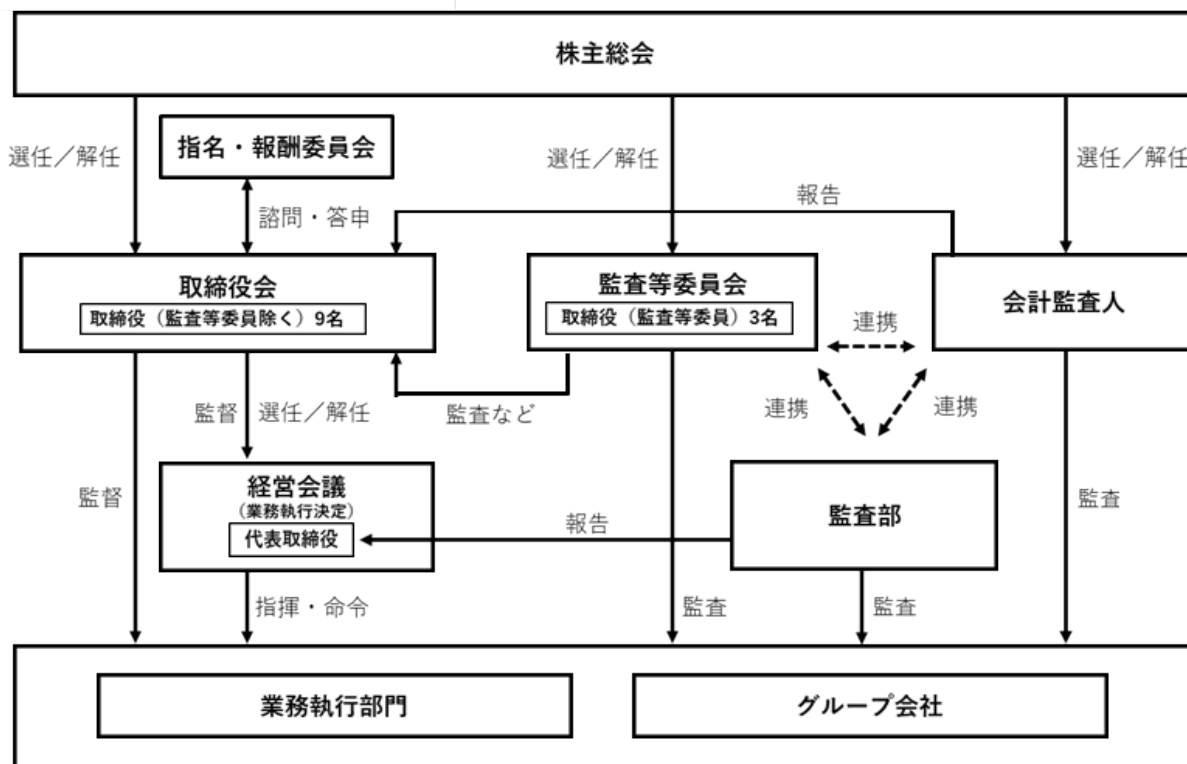 株主総会
選任／解任
指名・報酬委員会
選任／解任
選任／解任
諮問・答申
報告
取締役会
取締役（監査等委員除く）9名
監査等委員会
取締役（監査等委員）3名
会計監査人
連携
監督
選任／解任
監査など
連携
連携
監督
経営会議
（業務執行決定）
代表取締役
報告
監査部
監査
指揮・命令
監査
監査
業務執行部門
グループ会社